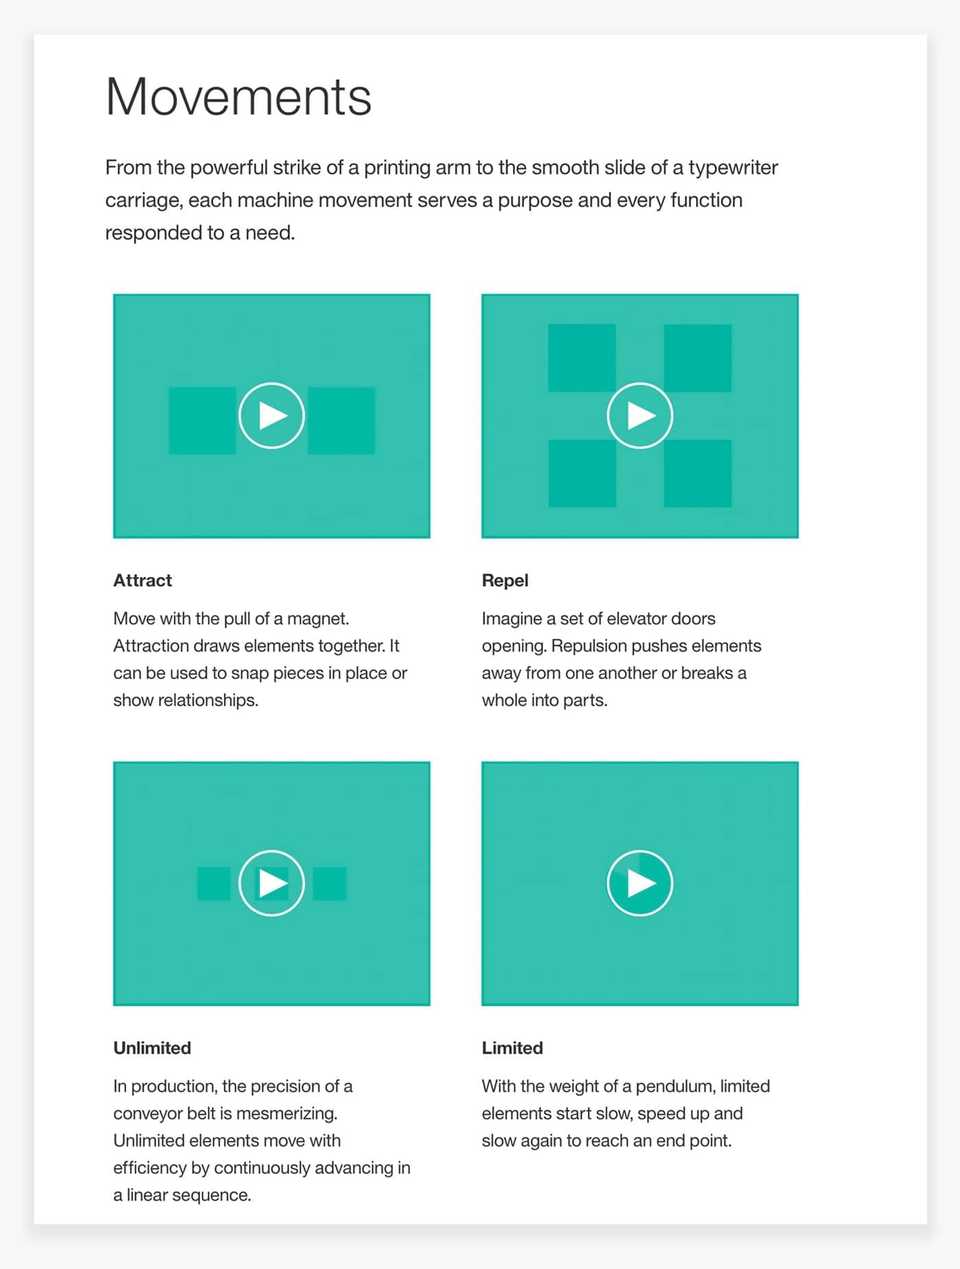 Movements
From the powerful strike of a printing arm to the smooth slide of a typewriter
carriage, each machine movement serves a purpose and every function
responded to a need.
Attract
Move with the pull of a magnet.
Attraction draws elements together. It
can be used to snap pieces in place or
show relationships.
Repel
Imagine a set of elevator doors
opening. Repulsion pushes elements
away from one another or breaks a
whole into parts.
Unlimited
In production, the precision of a
conveyor belt is mesmerizing.
Unlimited elements move with
efficiency by continuously advancing in
a linear sequence.
Limited
With the weight of a pendulum, limited
elements start slow, speed up and
slow again to reach an end point.